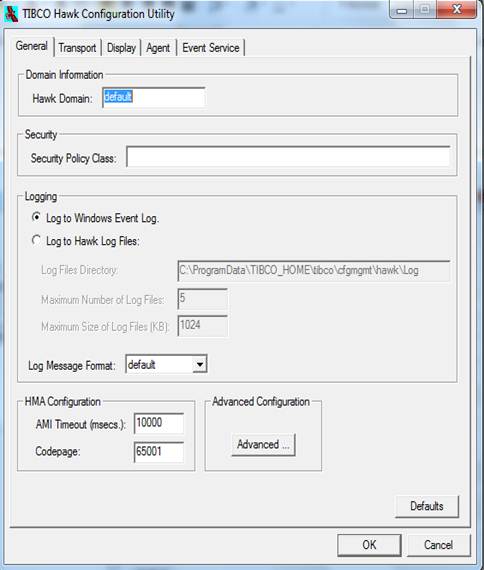 TIBCO Hawk Configuration Utility
General Transport Display Agent Event Service
Domain Information
Hawk Domain: default
Security
Security Policy Class:
Logging
Log to Windows Event Log.
Log to Hawk Log Files:
Log Files Directory: C:\ProgramData\TIBCO_HOME\tibco\cfgmgmt\hawk\Log
Maximum Number of Log Files: 5
Maximum Size of Log Files (KB): 1024
Log Message Format: default
HMA Configuration
AMI Timeout (msecs.): 10000
Codepage: 65001
Advanced Configuration
Advanced ...
Defaults
OK Cancel